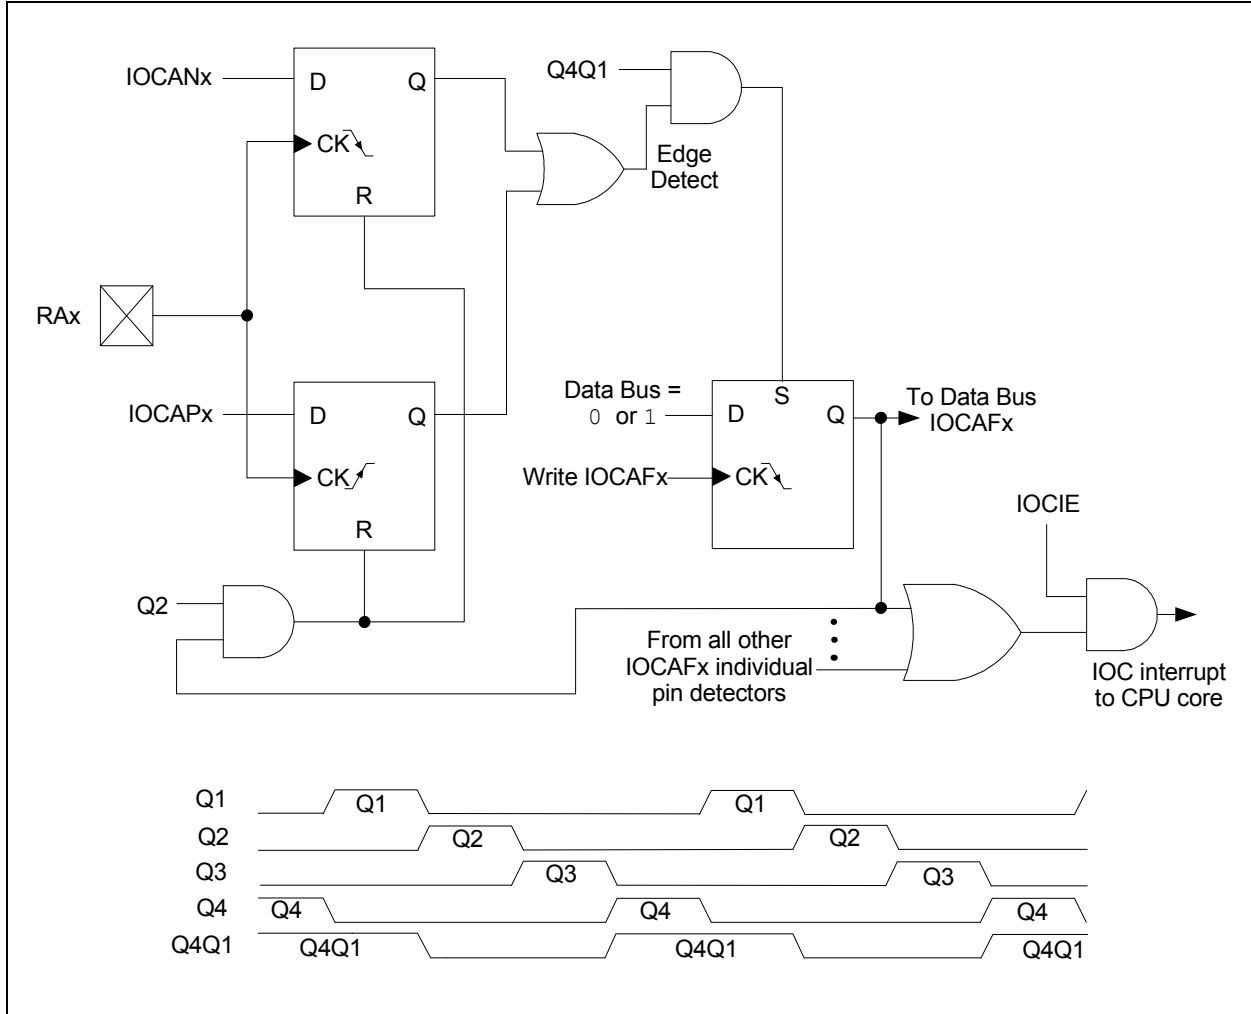 IOCANx
D
Q
CK
R
Q4Q1
Edge
Detect
RAx
IOCAPx
D
Q
CK
R
Data Bus =
0 or 1
S
D
Q
To Data Bus
IOCAFx
Write IOCAFx
CK
IOCIE
Q2
From all other
IOCAFx individual
pin detectors
IOC interrupt
to CPU core
Q1 Q1 Q1
Q2 Q2 Q2
Q3 Q3 Q3
Q4 Q4 Q4 Q4
Q4Q1 Q4Q1 Q4Q1 Q4Q1